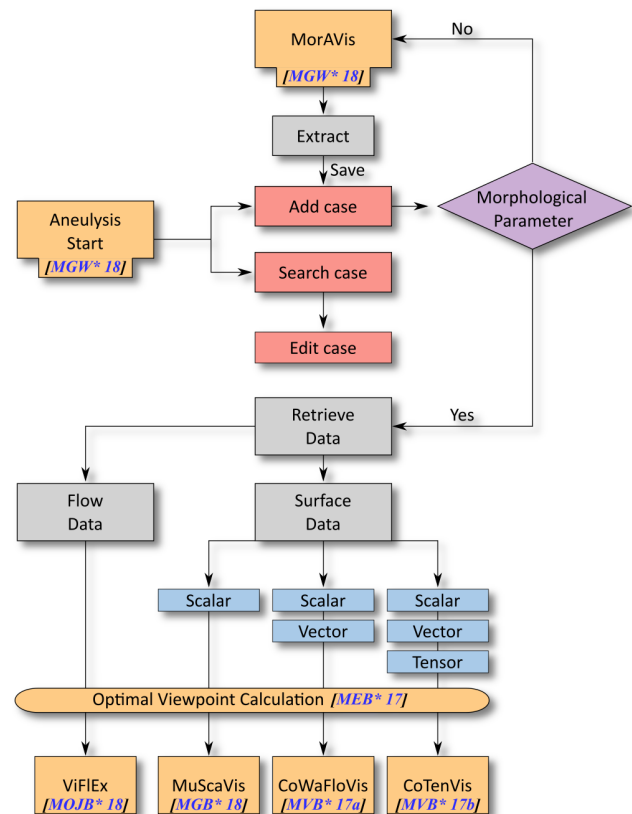 MorAVis
No
[MGW* 18]
Extract
Save
Add case
Morphological
Parameter
Aneulysis
Start
[MGW* 18]
Search case
Edit case
Retrieve
Data
Yes
Flow
Data
Surface
Data
Scalar
Scalar
Scalar
Vector
Vector
Tensor
Optimal Viewpoint Calculation [MEB* 17]
ViFlEx
[MOJB* 18]
MuScaVis
[MGB* 18]
CoWaFloVis
[MVB* 17a]
CoTenVis
[MVB* 17b]